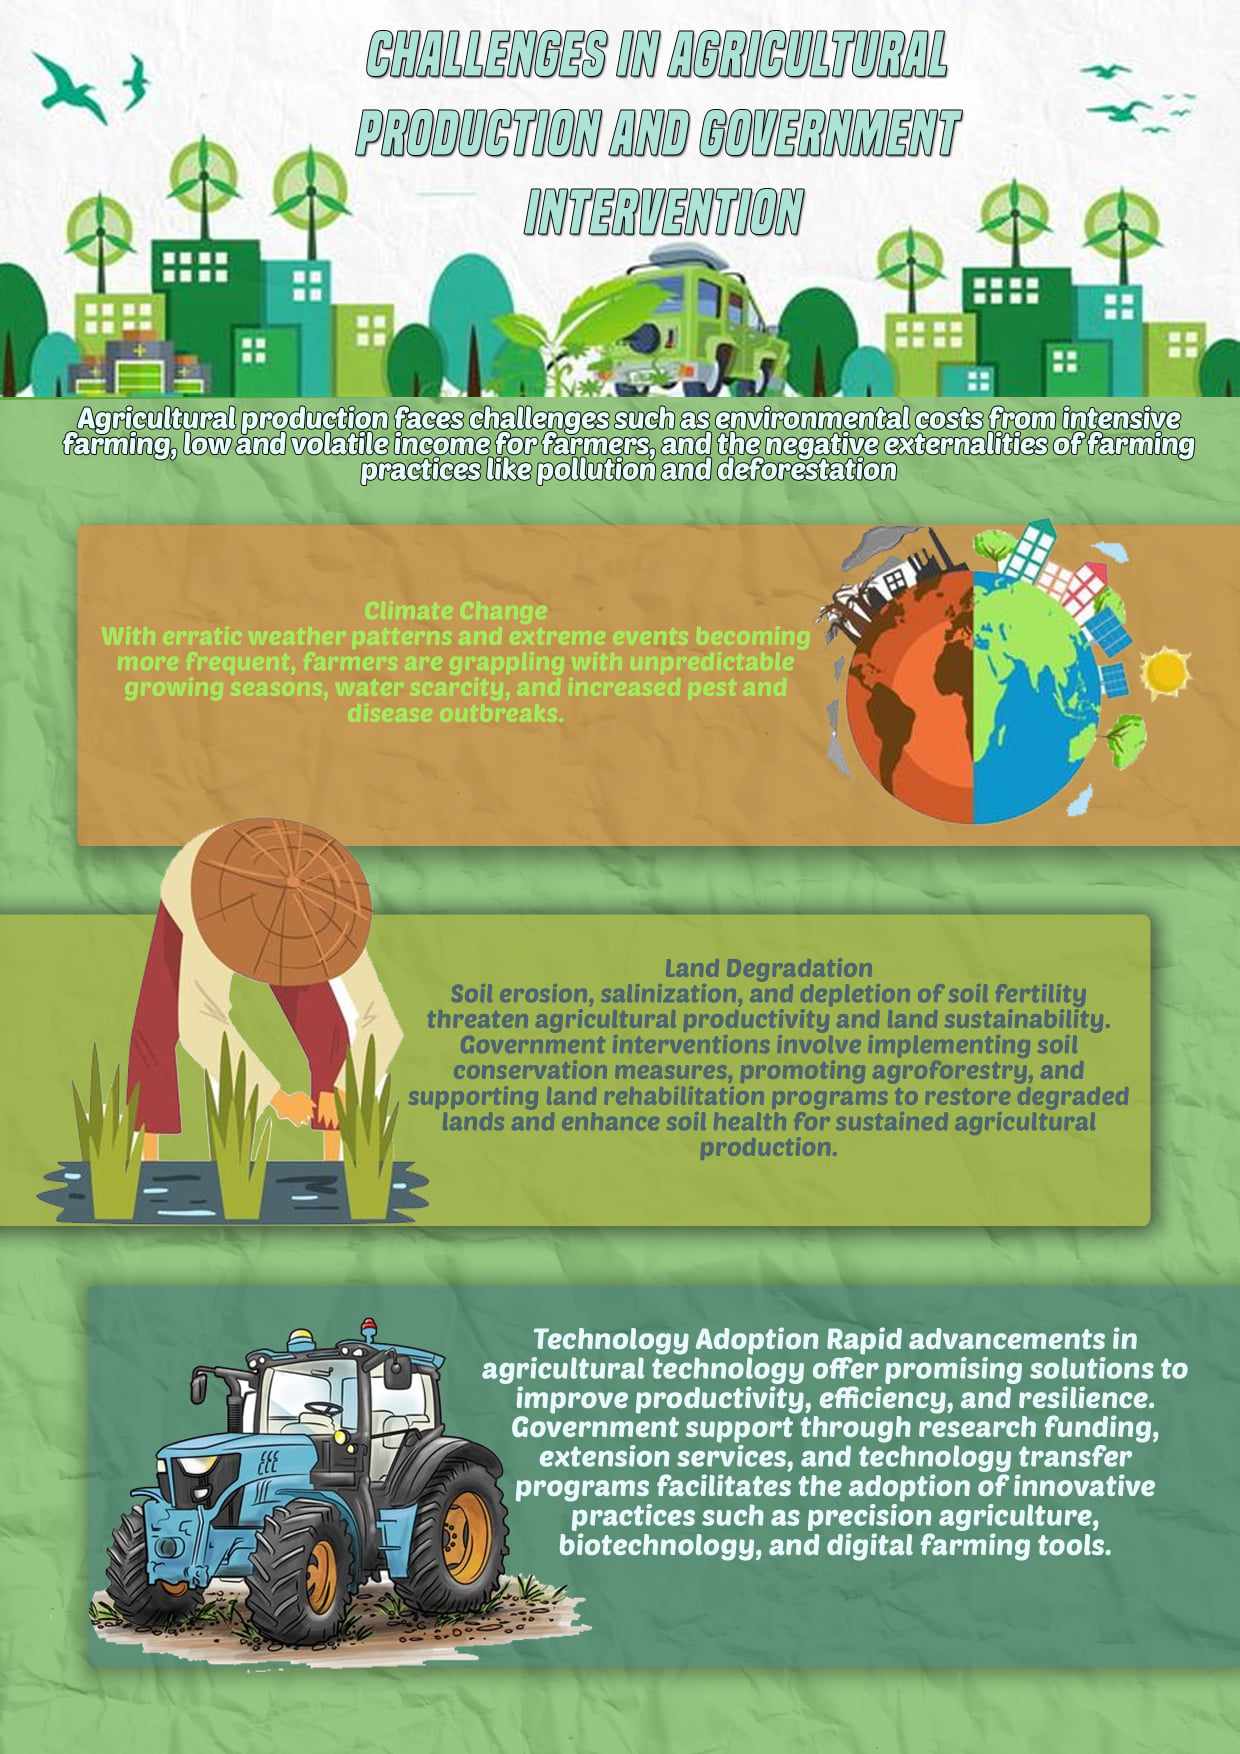 CHALLENGES IN AGRICULTURAL
PRODUCTION AND GOVERNMENT
INTERVENTION
Agricultural production faces challenges such as environmental costs from intensive
farming, low and volatile income for farmers, and the negative externalities of farming
practices like pollution and deforestation
Climate Change
With erratic weather patterns and extreme events becoming
more frequent, farmers are grappling with unpredictable
growing seasons, water scarcity, and increased pest and
disease outbreaks.
Land Degradation
Soil erosion, salinization, and depletion of soil fertility
threaten agricultural productivity and land sustainability.
Government interventions involve implementing soil
conservation measures, promoting agroforestry, and
supporting land rehabilitation programs to restore degraded
lands and enhance soil health for sustained agricultural
production.
Technology Adoption Rapid advancements in
agricultural technology offer promising solutions to
improve productivity, efficiency, and resilience.
Government support through research funding,
extension services, and technology transfer
programs facilitates the adoption of innovative
practices such as precision agriculture,
biotechnology, and digital farming tools.